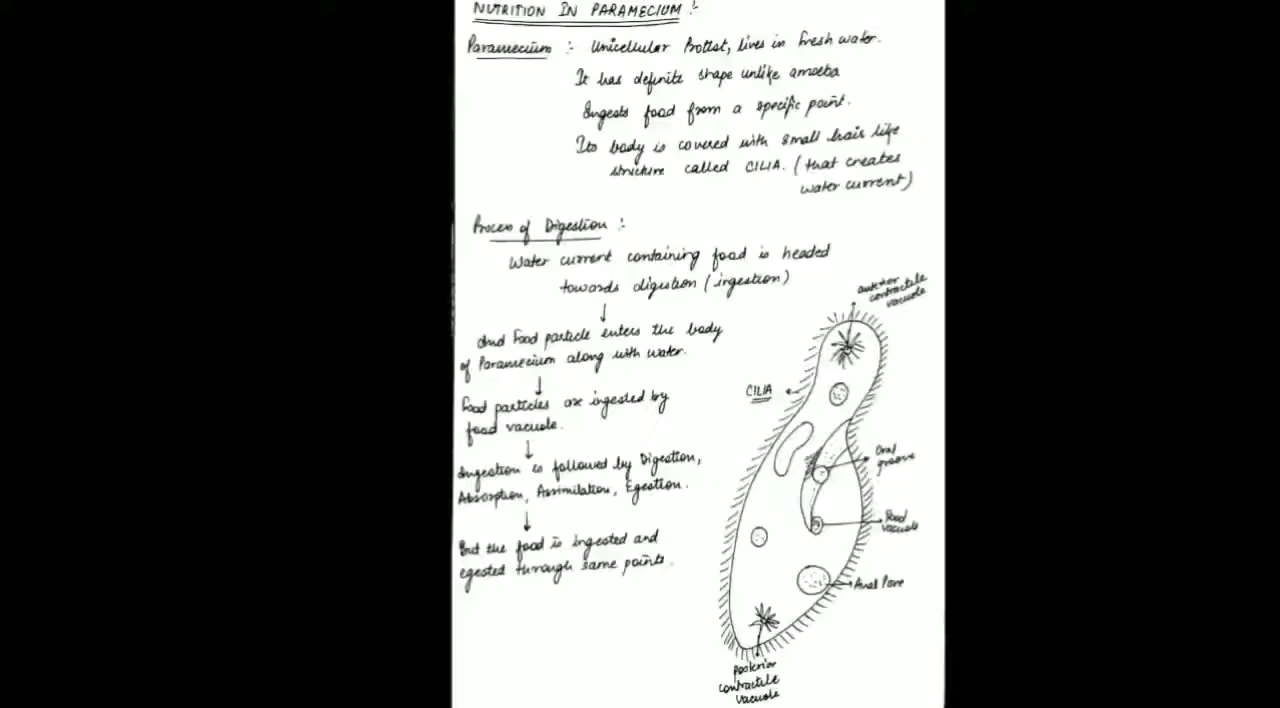 NUTRITION IN PARAMECIUM :-
Paramecium :- Unicellular Protist, lives in fresh water.
It has definite shape unlike amoeba
Ingests food from a specific point.
Its body is covered with small hair like
structure called CILIA. (that creates
water current)
Process of Digestion :-
Water current containing food is headed
towards digestion (ingestion)
And Food particle enters the body
of Paramecium along with water.
Food particles are ingested by
food vacuole.
Ingestion is followed by Digestion,
Absorption, Assimilation, Egestion.
But the food is ingested and
egested through same points.
anterior
contractile
vacuole
CILIA
Oral
groove
Food
vacuole
Anal Pore
Posterior
contractile
vacuole